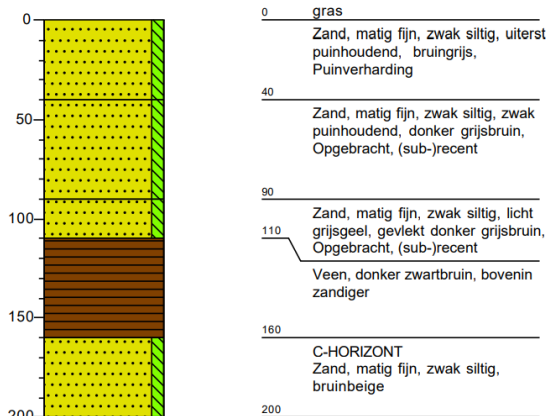 0
50
100
150
200
0 gras
Zand, matig fijn, zwak siltig, uiterst
puinhoudend, bruingrijs,
Puinverharding
40
Zand, matig fijn, zwak siltig, zwak
puinhoudend, donker grijsbruin,
Opgebracht, (sub-)recent
90
Zand, matig fijn, zwak siltig, licht
grijsgeel, gevlekt donker grijsbruin,
Opgebracht, (sub-)recent
110
Veen, donker zwartbruin, bovenin
zandiger
160
C-HORIZONT
Zand, matig fijn, zwak siltig,
bruinbeige
200